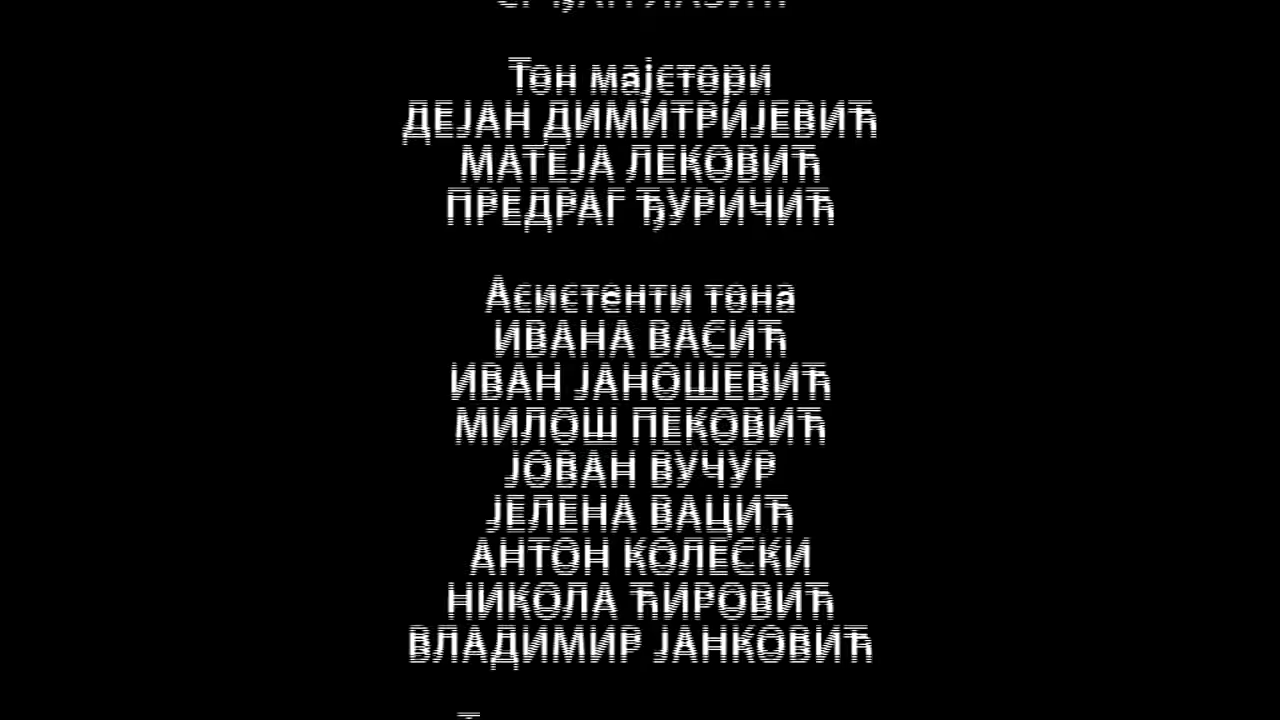 Тон мајстори
ДЕЈАН ДИМИТРИЈЕВИЋ
МАТЕЈА ЛЕКОВИЋ
ПРЕДРАГ ЂУРИЧИЋ
Асистенти тона
ИВАНА ВАСИЋ
ИВАН ЈАНОШЕВИЋ
МИЛОШ ПЕКОВИЋ
ЈОВАН ВУЧУР
ЈЕЛЕНА ВАЦИЋ
АНТОН КОЛЕСКИ
НИКОЛА ЋИРОВИЋ
ВЛАДИМИР ЈАНКОВИЋ